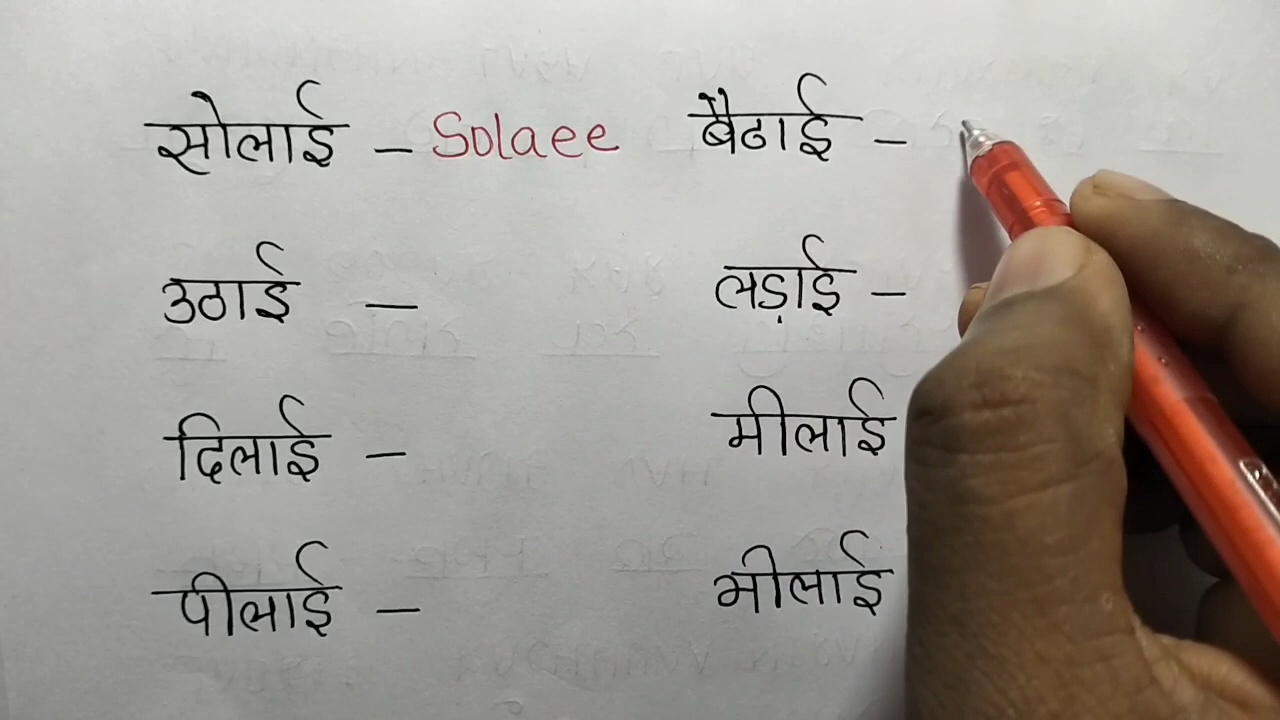 सोलाई – Solaee बैठाई –
उठाई – लड़ाई –
दिलाई – मीलाई
पीलाई – भीलाई